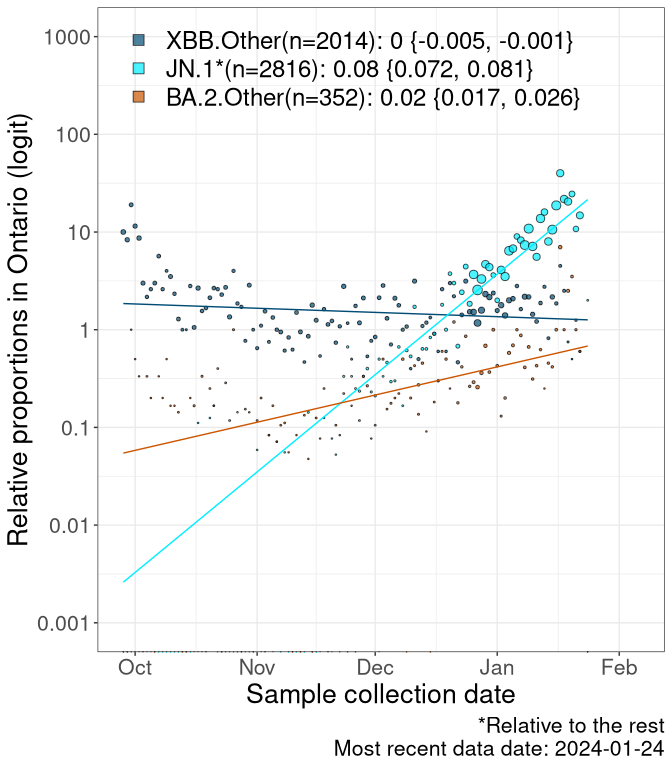 XBB.Other(n=2014): 0 {-0.005, -0.001}
JN.1*(n=2816): 0.08 {0.072, 0.081}
BA.2.Other(n=352): 0.02 {0.017, 0.026}
Relative proportions in Ontario (logit)
1000
100
10
1
0.1
0.01
0.001
Oct Nov Dec Jan Feb
Sample collection date
*Relative to the rest
Most recent data date: 2024-01-24